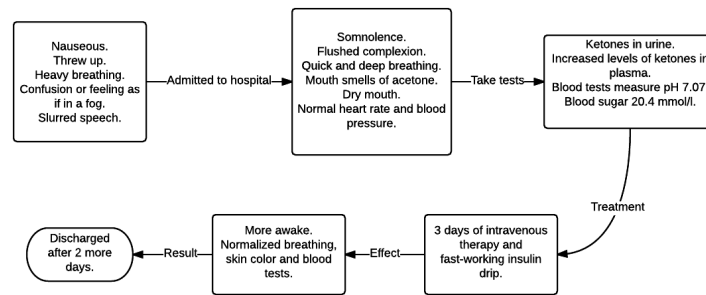 Nauseous.
Threw up.
Heavy breathing.
Confusion or feeling as
if in a fog.
Slurred speech.
Admitted to hospital
Somnolence.
Flushed complexion.
Quick and deep breathing.
Mouth smells of acetone.
Dry mouth.
Normal heart rate and blood
pressure.
Take tests
Ketones in urine.
Increased levels of ketones in
plasma.
Blood tests measure pH 7.07
Blood sugar 20.4 mmol/l.
Treatment
3 days of intravenous
therapy and
fast-working insulin
drip.
Effect
More awake.
Normalized breathing,
skin color and blood
tests.
Result
Discharged
after 2 more
days.